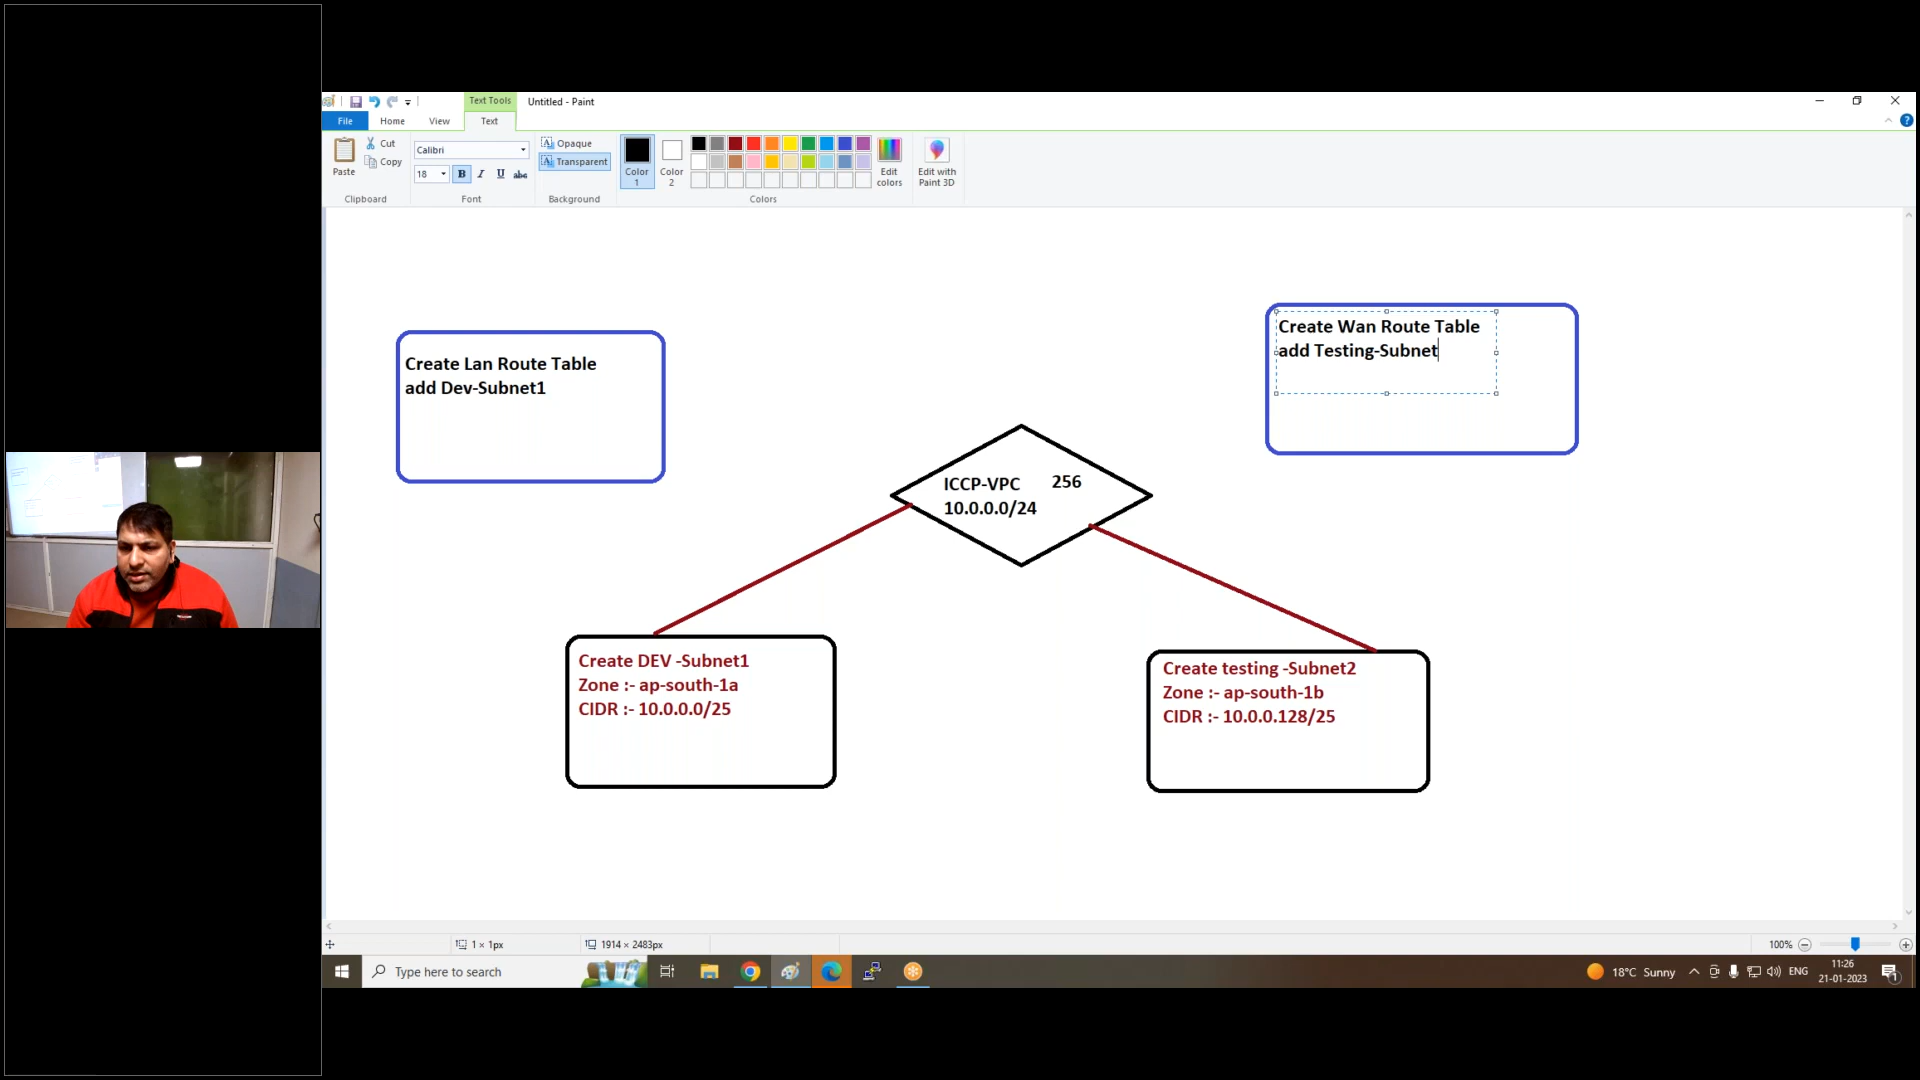 Text Tools
Untitled - Paint
File
Home
View
Text
Paste
Cut
Copy
Clipboard
Calibri
18
B
I
U
abc
Font
Opaque
Transparent
Background
Color
1
Color
2
Edit
colors
Colors
Edit with
Paint 3D
Create Lan Route Table
add Dev-Subnet1
Create Wan Route Table
add Testing-Subnet
ICCP-VPC
256
10.0.0.0/24
Create DEV -Subnet1
Zone :- ap-south-1a
CIDR :- 10.0.0.0/25
Create testing -Subnet2
Zone :- ap-south-1b
CIDR :- 10.0.0.128/25
1 × 1px
1914 × 2483px
100%
Type here to search
18°C Sunny
ENG
11:26
21-01-2023
1